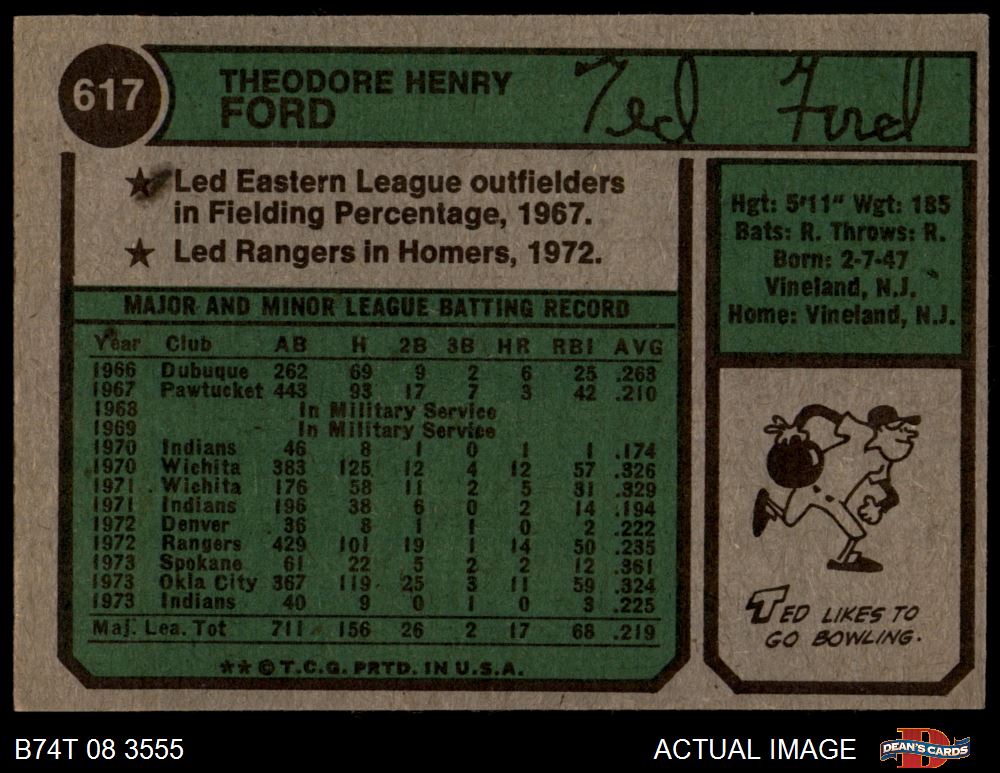 617
THEODORE HENRY
FORD
Ted Ford
★ Led Eastern League outfielders
in Fielding Percentage, 1967.
★ Led Rangers in Homers, 1972.
Hgt: 5'11" Wgt: 185
Bats: R. Throws: R.
Born: 2-7-47
Vineland, N.J.
Home: Vineland, N.J.
MAJOR AND MINOR LEAGUE BATTING RECORD
Year Club AB H 2B 3B HR RBI AVG
1966 Dubuque 262 69 9 2 6 25 .263
1967 Pawtucket 443 93 17 7 3 42 .210
1968 In Military Service
1969 In Military Service
1970 Indians 46 8 1 0 1 1 .174
1970 Wichita 383 125 12 4 12 57 .326
1971 Wichita 176 58 11 2 5 31 .329
1971 Indians 196 38 6 0 2 14 .194
1972 Denver 36 8 1 1 0 2 .222
1972 Rangers 429 101 19 1 14 50 .235
1973 Spokane 61 22 5 2 2 12 .361
1973 Okla City 367 119 25 3 11 59 .324
1973 Indians 40 9 0 1 0 3 .225
Maj. Lea. Tot 711 156 26 2 17 68 .219
** © T.C.G. PRTD. IN U.S.A.
TED LIKES TO
GO BOWLING.
B74T 08 3555
ACTUAL IMAGE
DEAN'S CARDS